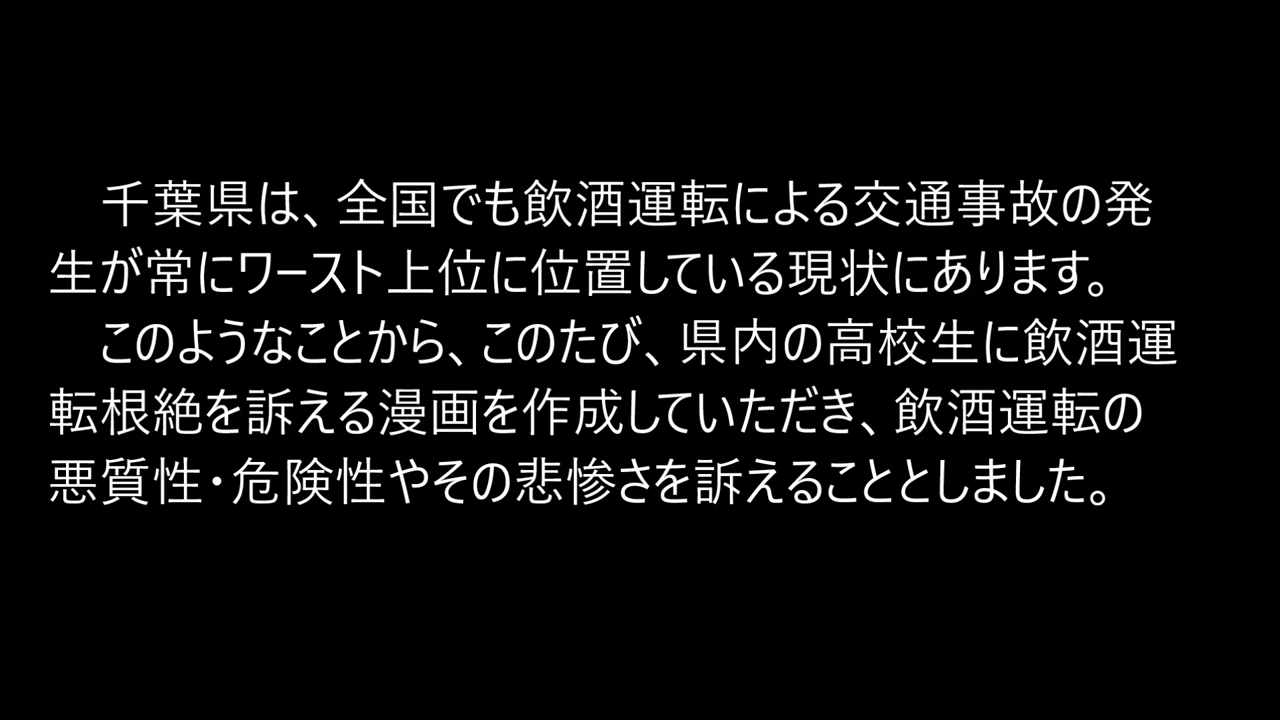 千葉県は、全国でも飲酒運転による交通事故の発
生が常にワースト上位に位置している現状にあります。
　このようなことから、このたび、県内の高校生に飲酒運
転根絶を訴える漫画を作成していただき、飲酒運転の
悪質性・危険性やその悲惨さを訴えることとしました。